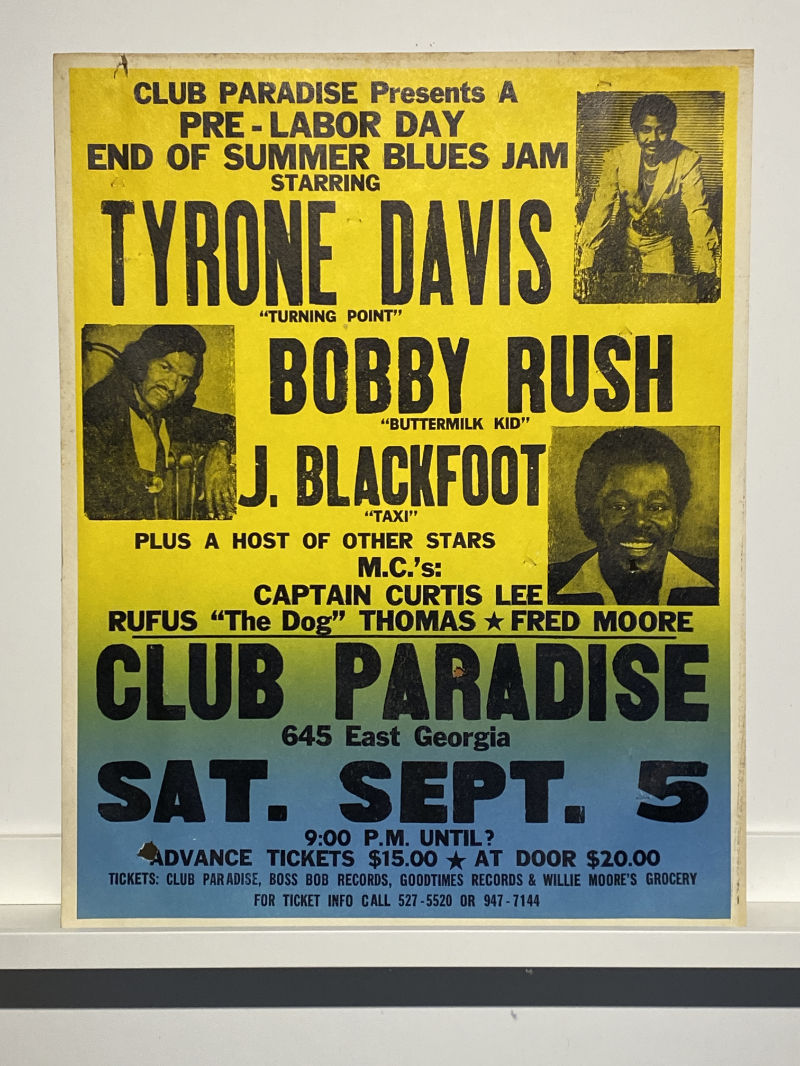 CLUB PARADISE Presents A
PRE-LABOR DAY
END OF SUMMER BLUES JAM
STARRING
TYRONE DAVIS
“TURNING POINT”
BOBBY RUSH
“BUTTERMILK KID”
J. BLACKFOOT
“TAXI”
PLUS A HOST OF OTHER STARS
M.C.’s:
CAPTAIN CURTIS LEE
RUFUS “The Dog” THOMAS ★ FRED MOORE
CLUB PARADISE
645 East Georgia
SAT. SEPT. 5
9:00 P.M. UNTIL?
ADVANCE TICKETS $15.00 ★ AT DOOR $20.00
TICKETS: CLUB PARADISE, BOSS BOB RECORDS, GOODTIMES RECORDS & WILLIE MOORE’S GROCERY
FOR TICKET INFO CALL 527-5520 OR 947-7144